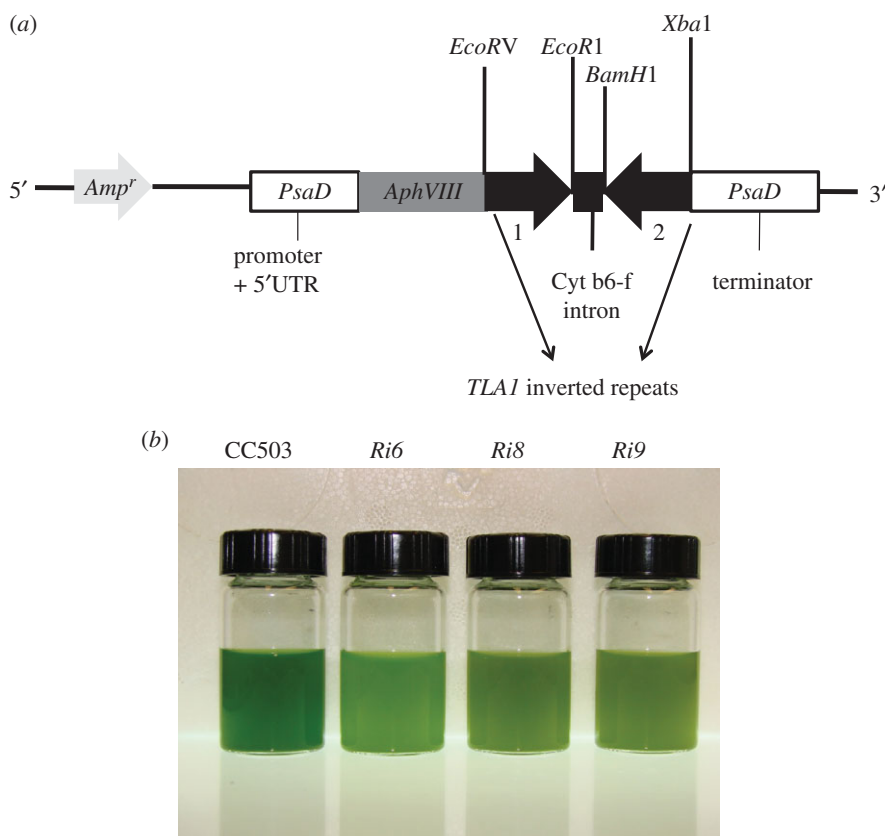 (a)
EcoRV EcoR1 BamH1 Xba1
5′ Ampʳ PsaD AphVIII PsaD 3′
1 2
promoter
+ 5′UTR
Cyt b6-f
intron
terminator
TLA1 inverted repeats
(b)
CC503 Ri6 Ri8 Ri9